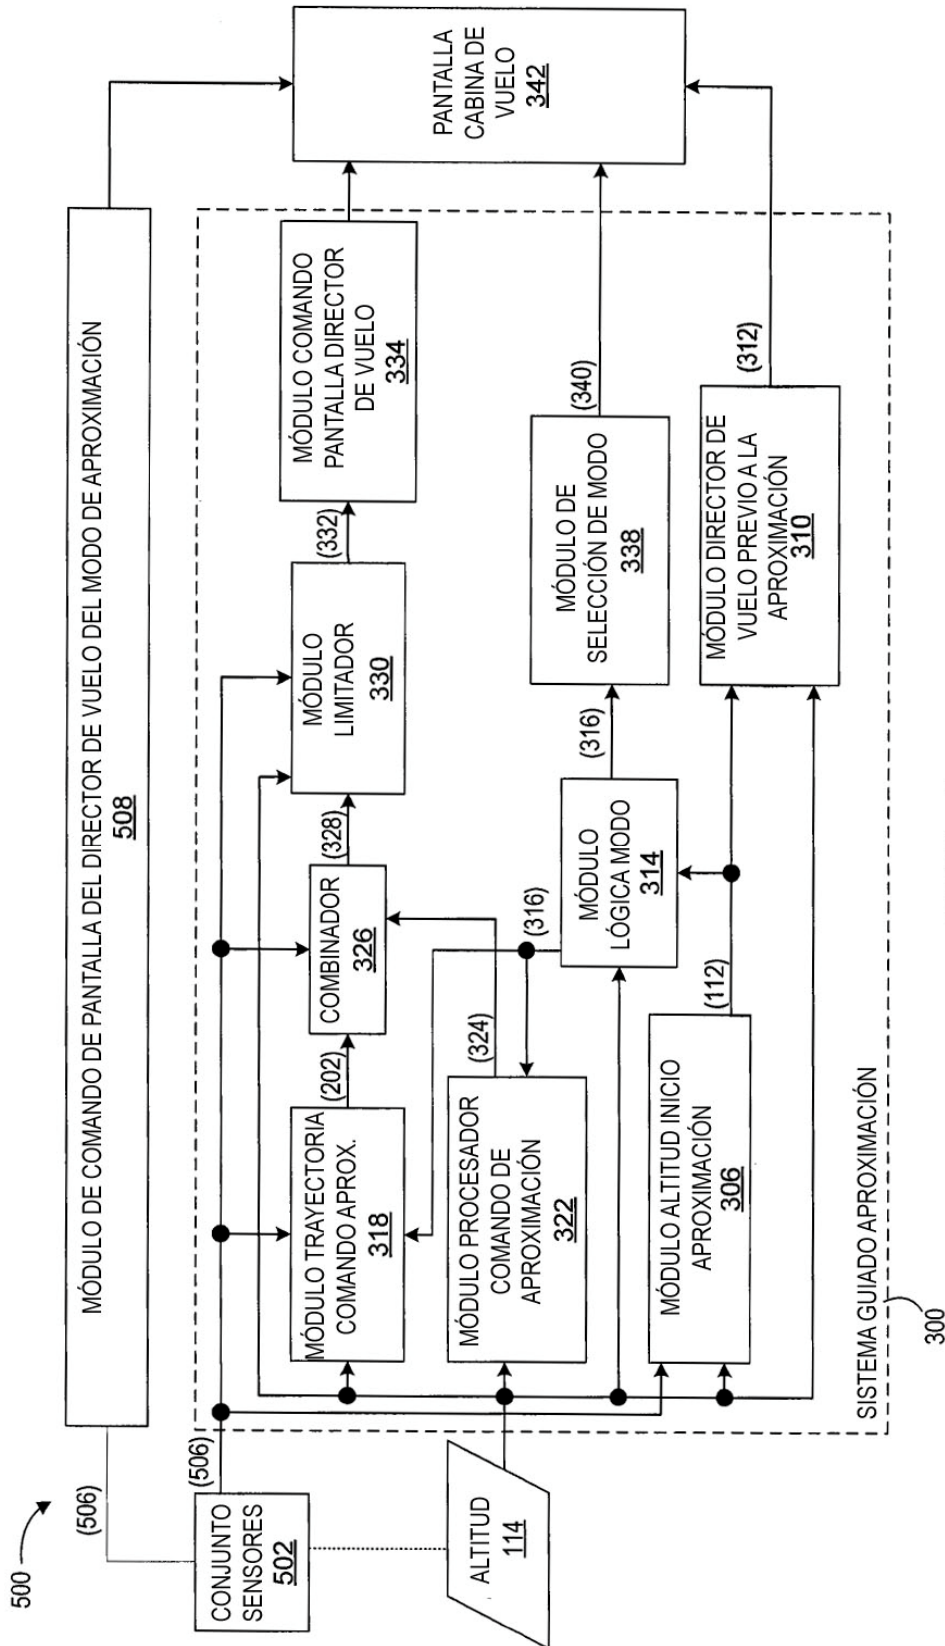 500
(506)
MÓDULO DE COMANDO DE PANTALLA DEL DIRECTOR DE VUELO DEL MODO DE APROXIMACIÓN
508
CONJUNTO
SENSORES
502
(506)
ALTITUD
114
MÓDULO TRAYECTORIA
COMANDO APROX.
318
(202)
COMBINADOR
326
(328)
MÓDULO
LIMITADOR
330
(332)
MÓDULO COMANDO
PANTALLA DIRECTOR
DE VUELO
334
PANTALLA
CABINA DE
VUELO
342
MÓDULO PROCESADOR
COMANDO DE
APROXIMACIÓN
322
(324)
(316)
MÓDULO
LÓGICA MODO
314
(316)
MÓDULO DE
SELECCIÓN DE MODO
338
(340)
MÓDULO ALTITUD INICIO
APROXIMACIÓN
306
(112)
MÓDULO DIRECTOR DE
VUELO PREVIO A LA
APROXIMACIÓN
310
(312)
SISTEMA GUIADO APROXIMACIÓN
300